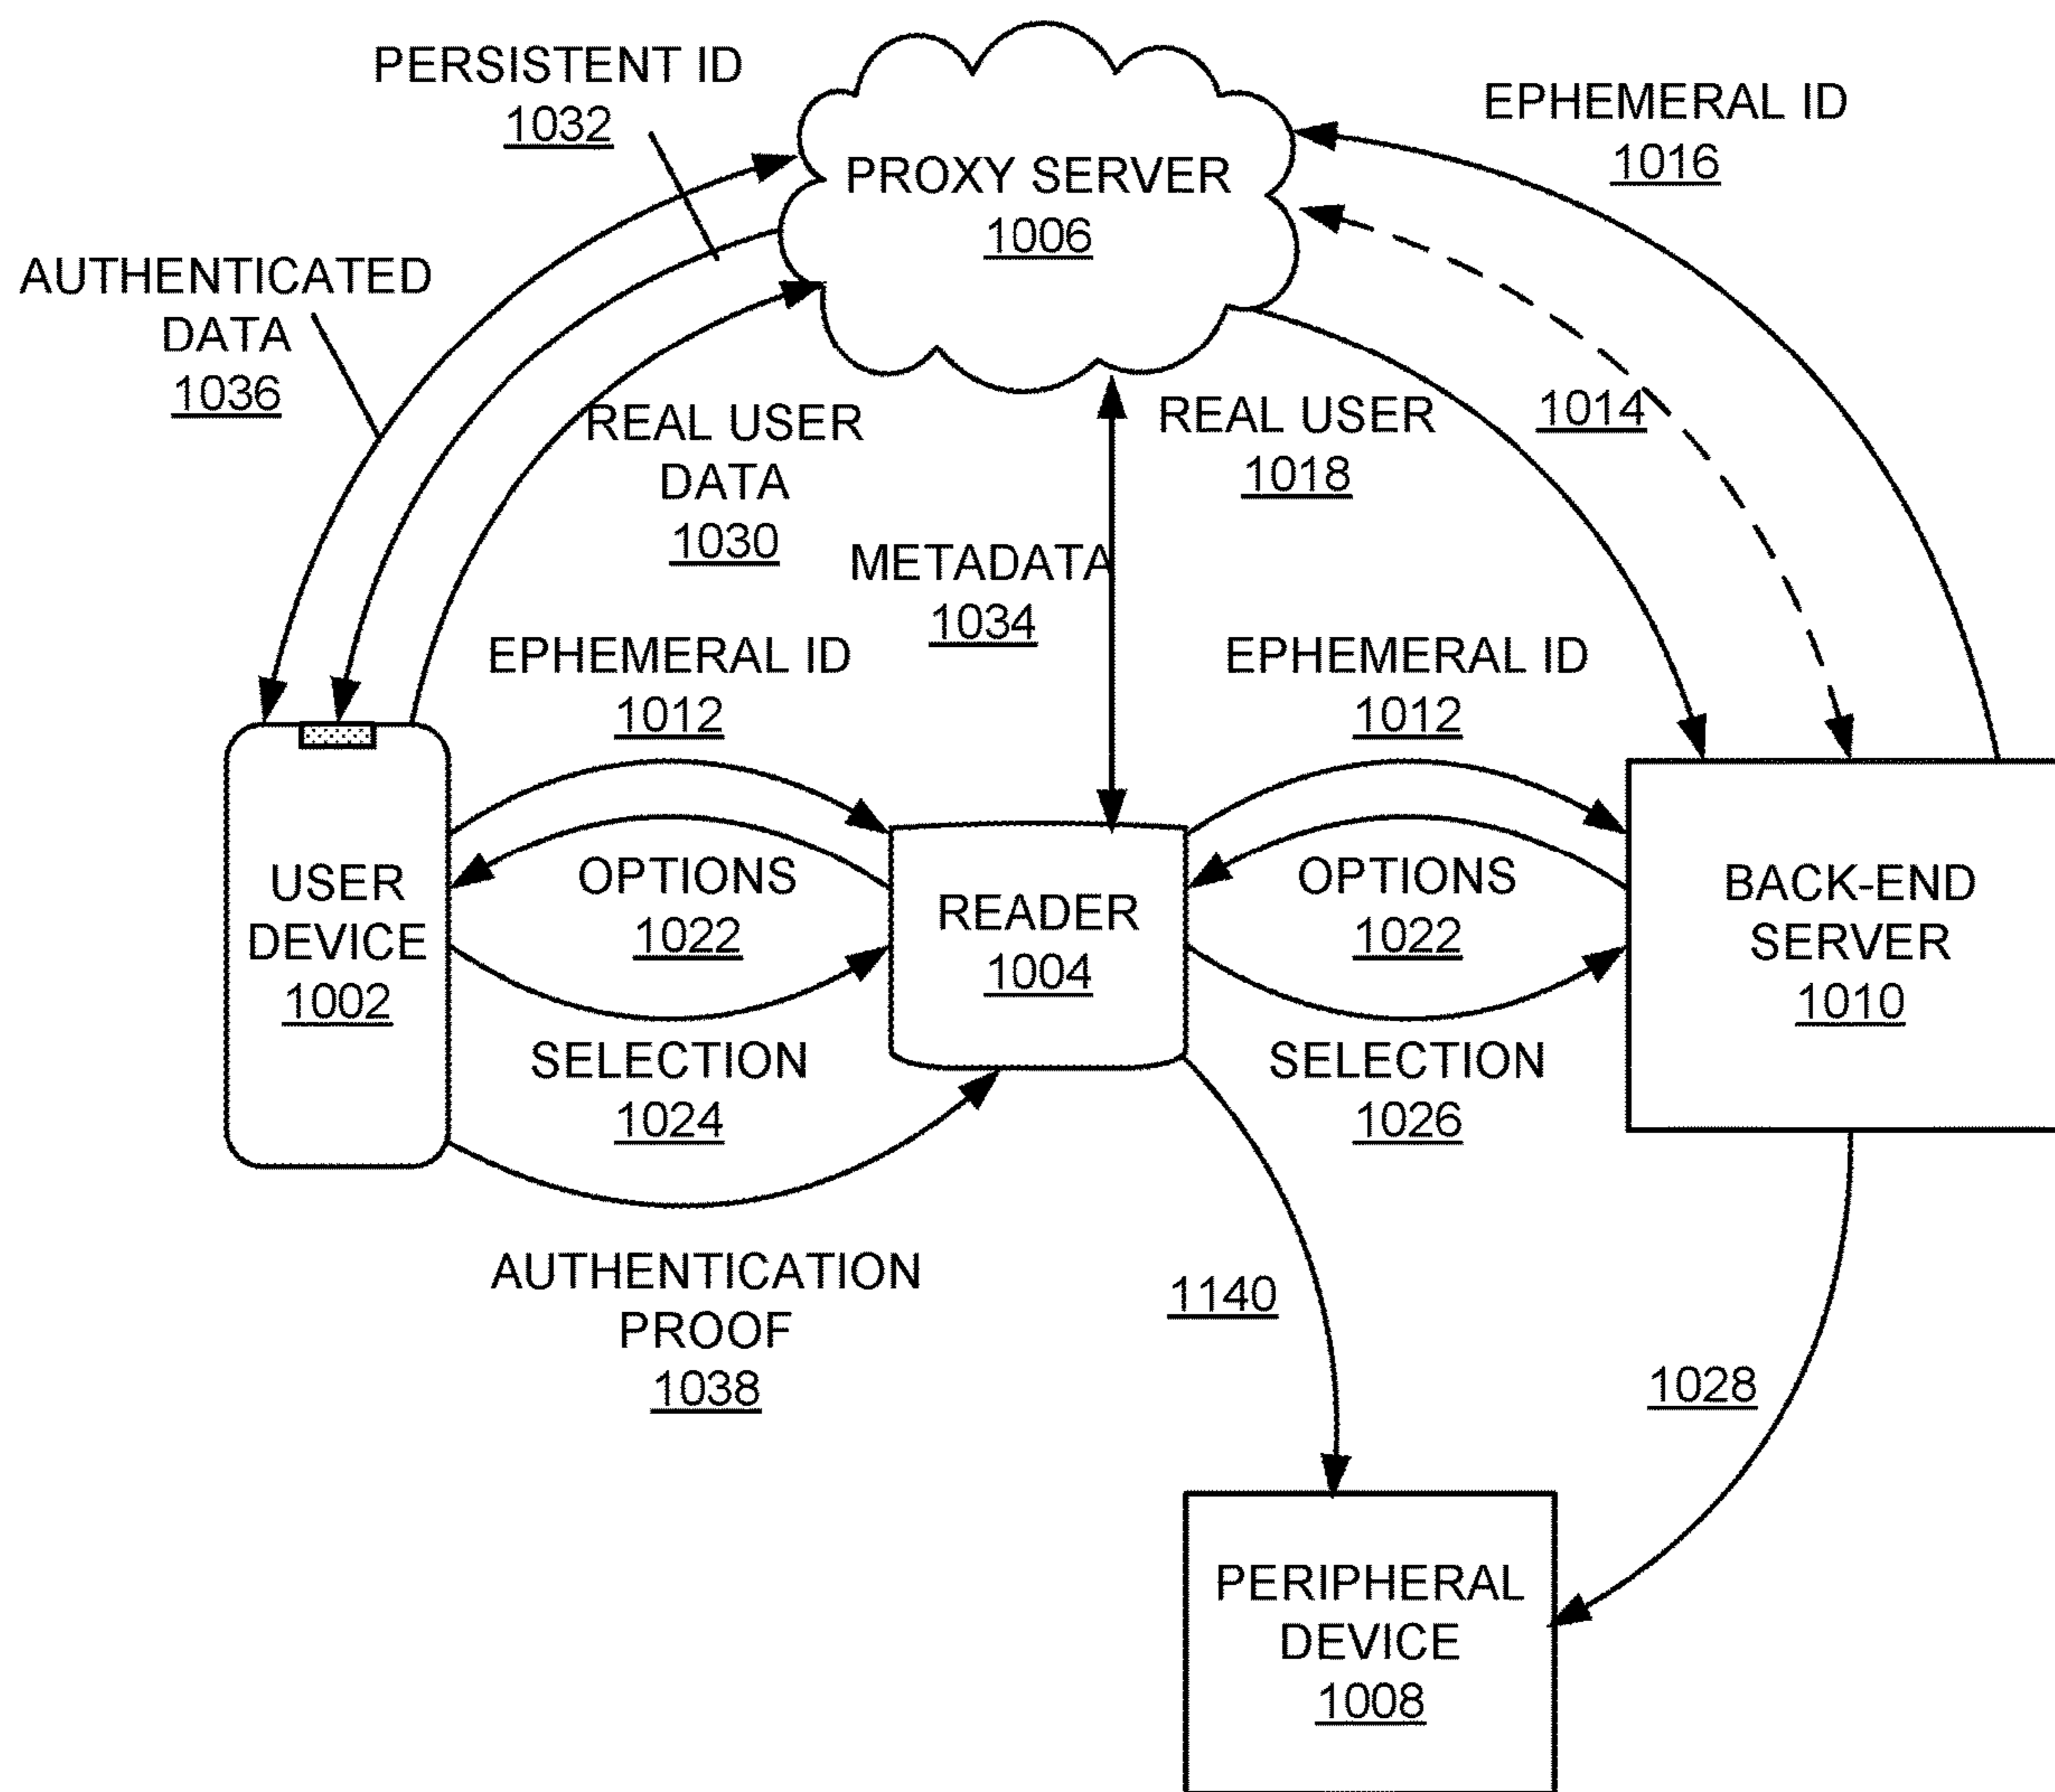 PERSISTENT ID
1032
EPHEMERAL ID
1016
PROXY SERVER
1006
AUTHENTICATED
DATA
1036
REAL USER
DATA
1030
REAL USER
1018
1014
METADATA
1034
EPHEMERAL ID
1012
EPHEMERAL ID
1012
USER
DEVICE
1002
OPTIONS
1022
READER
1004
OPTIONS
1022
BACK-END
SERVER
1010
SELECTION
1024
SELECTION
1026
AUTHENTICATION
PROOF
1038
1140
1028
PERIPHERAL
DEVICE
1008